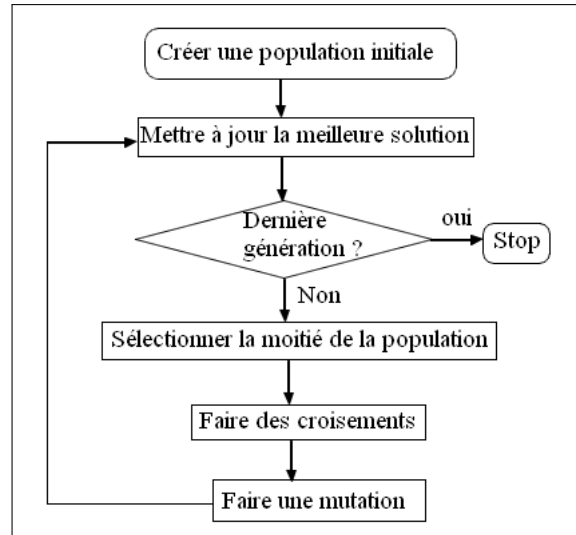 Créer une population initiale
Mettre à jour la meilleure solution
Dernière
génération ?
oui
Stop
Non
Sélectionner la moitié de la population
Faire des croisements
Faire une mutation